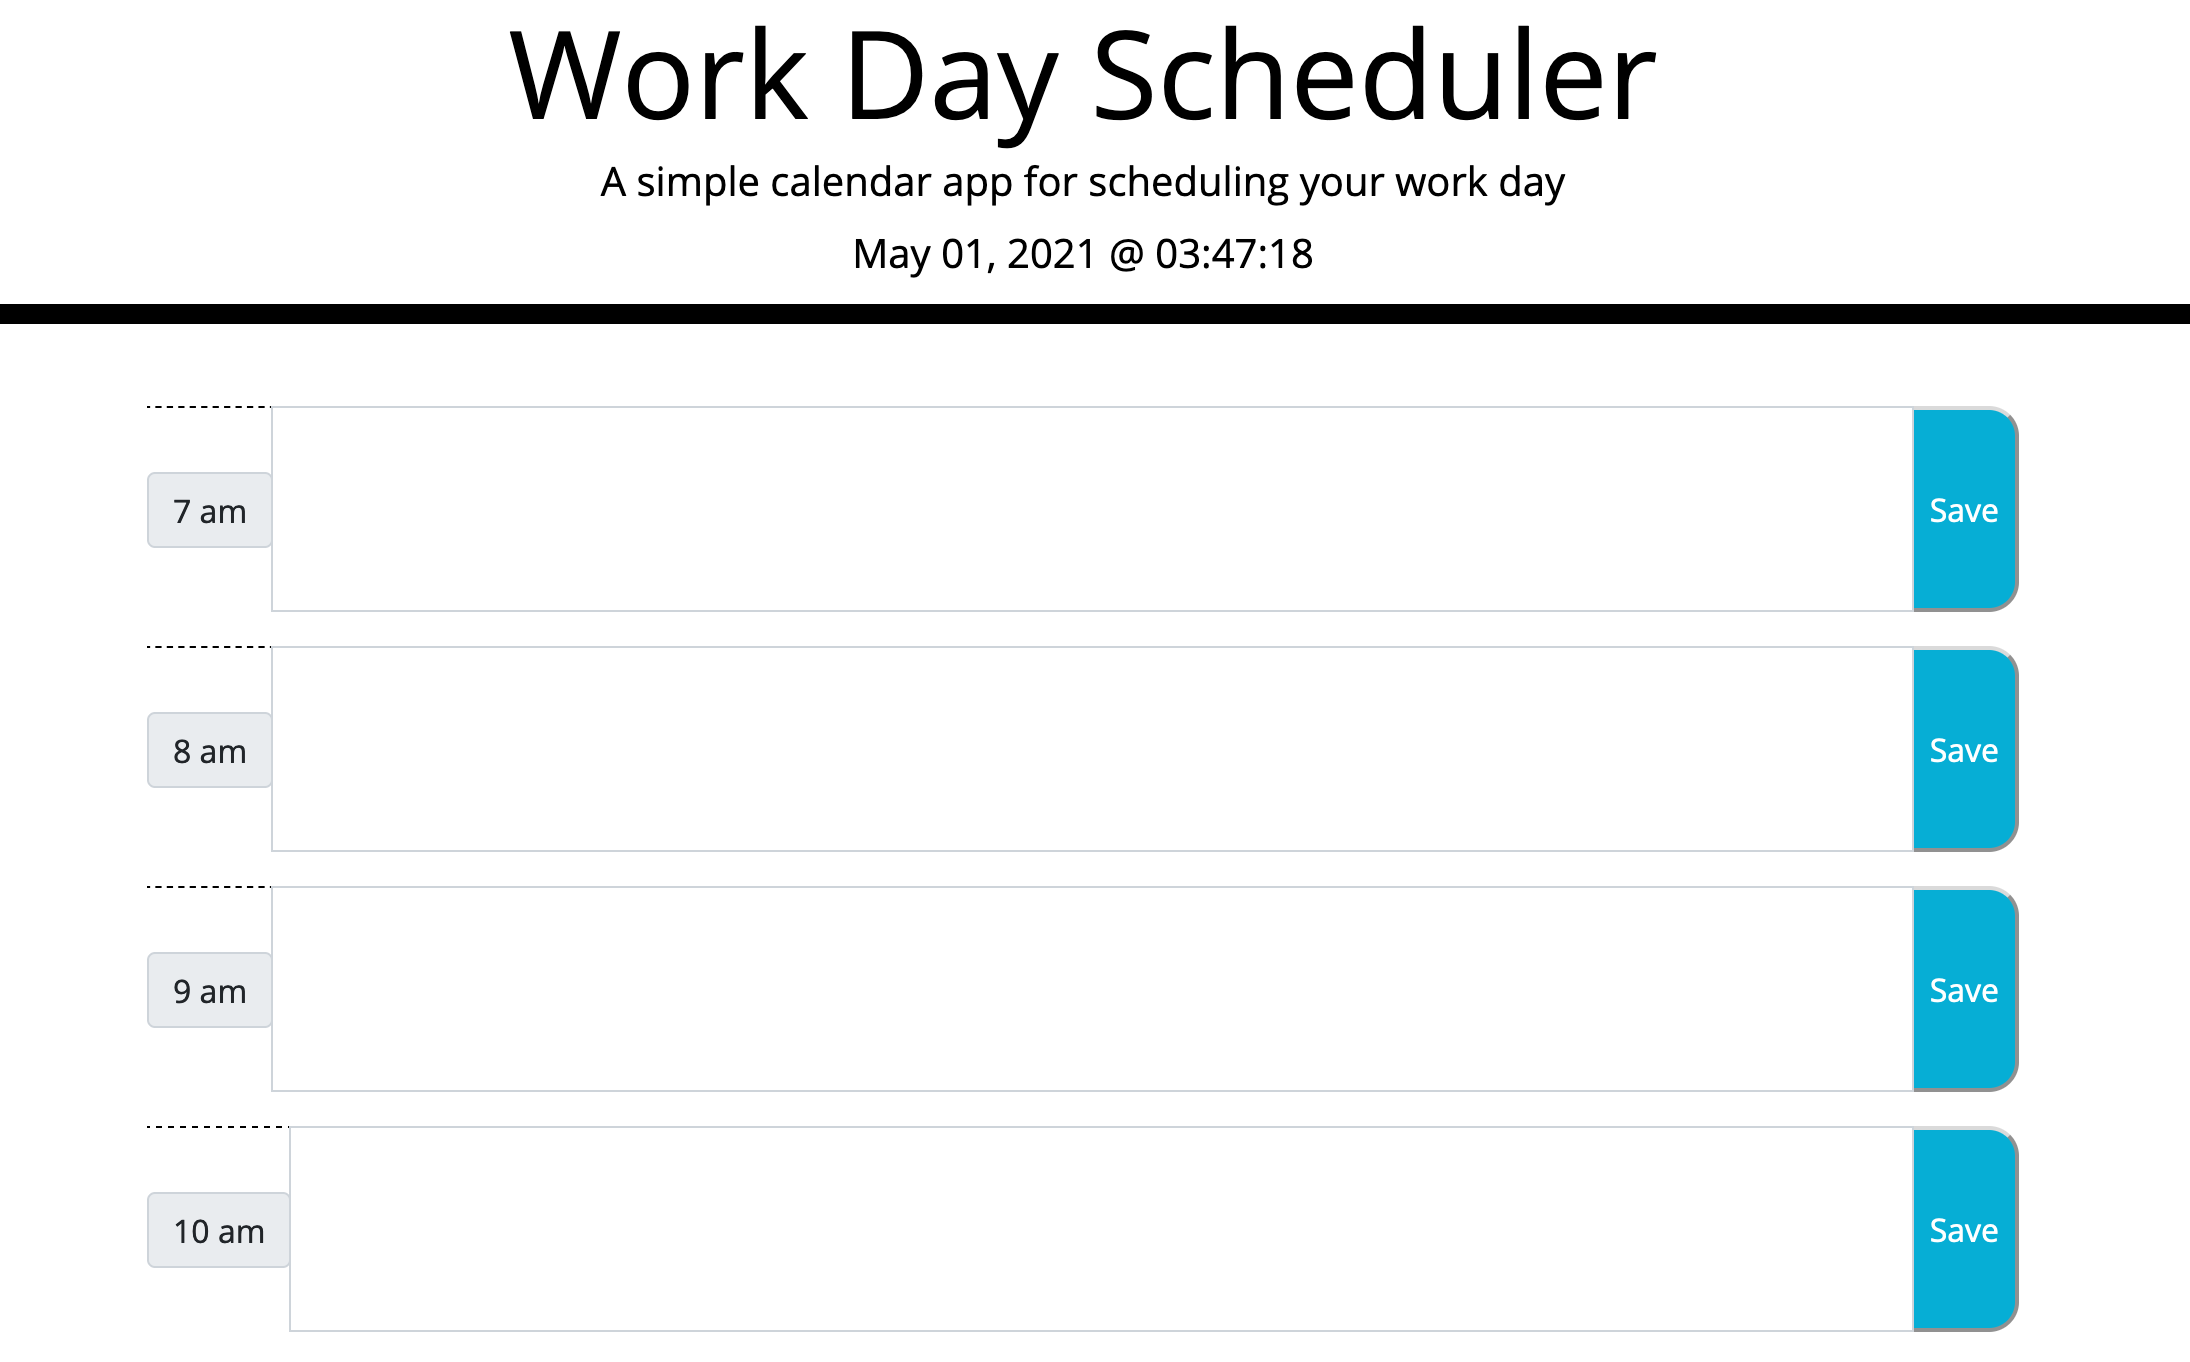 Work Day Scheduler
A simple calendar app for scheduling your work day
May 01, 2021 @ 03:47:18
7 am
Save
8 am
Save
9 am
Save
10 am
Save